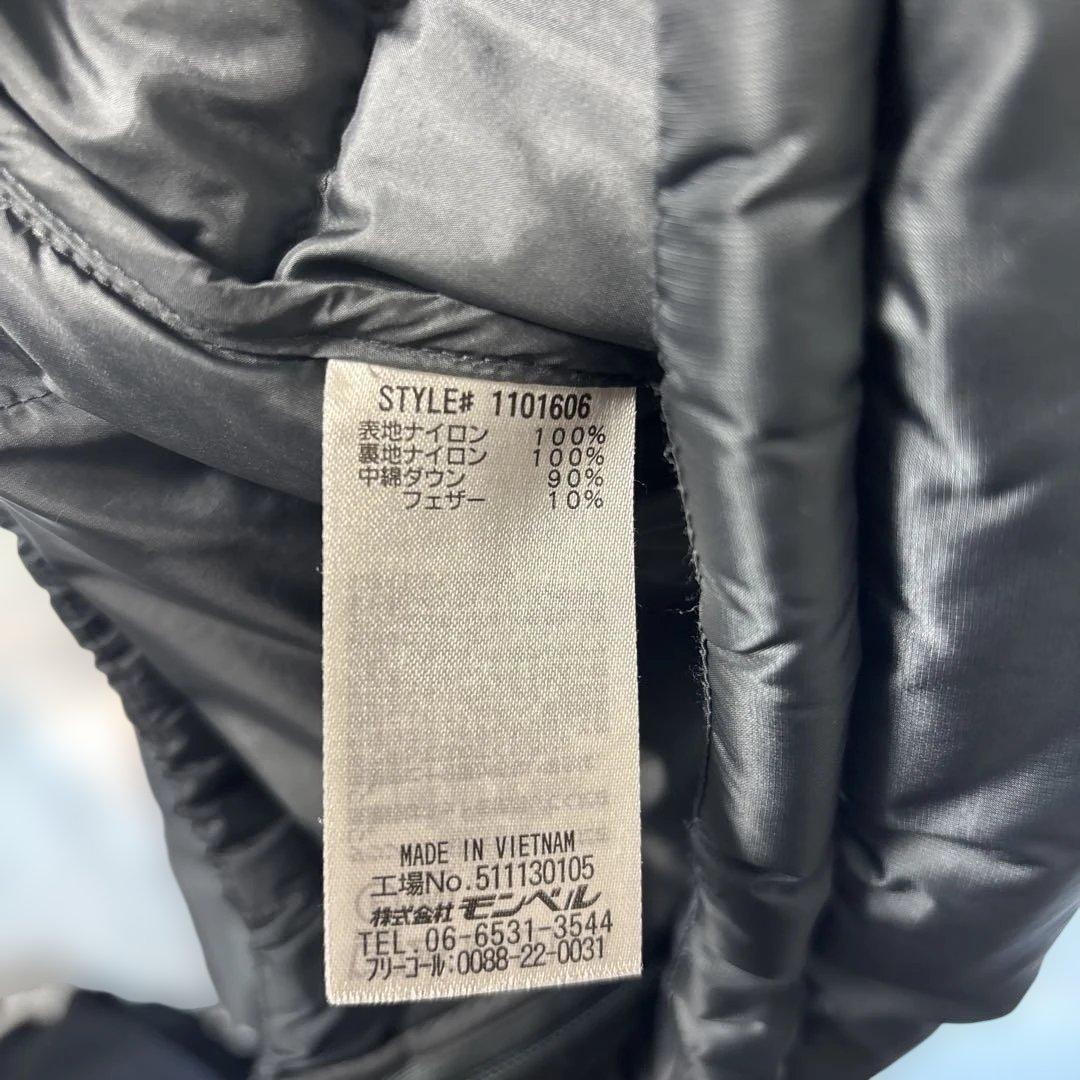 STYLE# 1101606
表地ナイロン 100%
裏地ナイロン 100%
中綿ダウン 90%
フェザー 10%
MADE IN VIETNAM
工場No.511130105
株式会社 モンベル
TEL.06-6531-3544
フリーコール:0088-22-0031